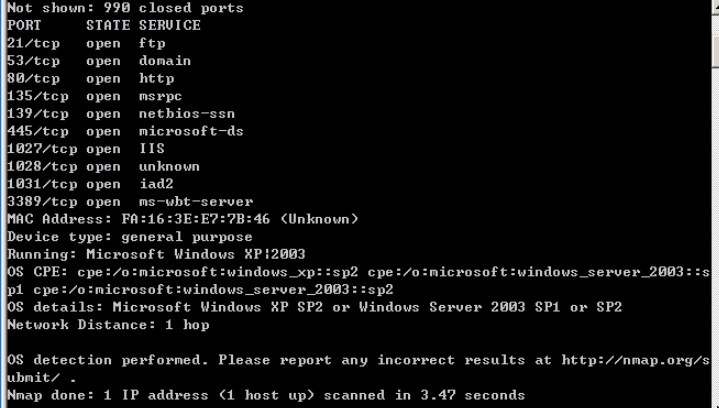 Not shown: 990 closed ports
PORT     STATE SERVICE
21/tcp   open  ftp
53/tcp   open  domain
80/tcp   open  http
135/tcp  open  msrpc
139/tcp  open  netbios-ssn
445/tcp  open  microsoft-ds
1027/tcp open  IIS
1028/tcp open  unknown
1031/tcp open  iad2
3389/tcp open  ms-wbt-server
MAC Address: FA:16:3E:E7:7B:46 (Unknown)
Device type: general purpose
Running: Microsoft Windows XP|2003
OS CPE: cpe:/o:microsoft:windows_xp::sp2 cpe:/o:microsoft:windows_server_2003::s
p1 cpe:/o:microsoft:windows_server_2003::sp2
OS details: Microsoft Windows XP SP2 or Windows Server 2003 SP1 or SP2
Network Distance: 1 hop
OS detection performed. Please report any incorrect results at http://nmap.org/s
ubmit/ .
Nmap done: 1 IP address (1 host up) scanned in 3.47 seconds